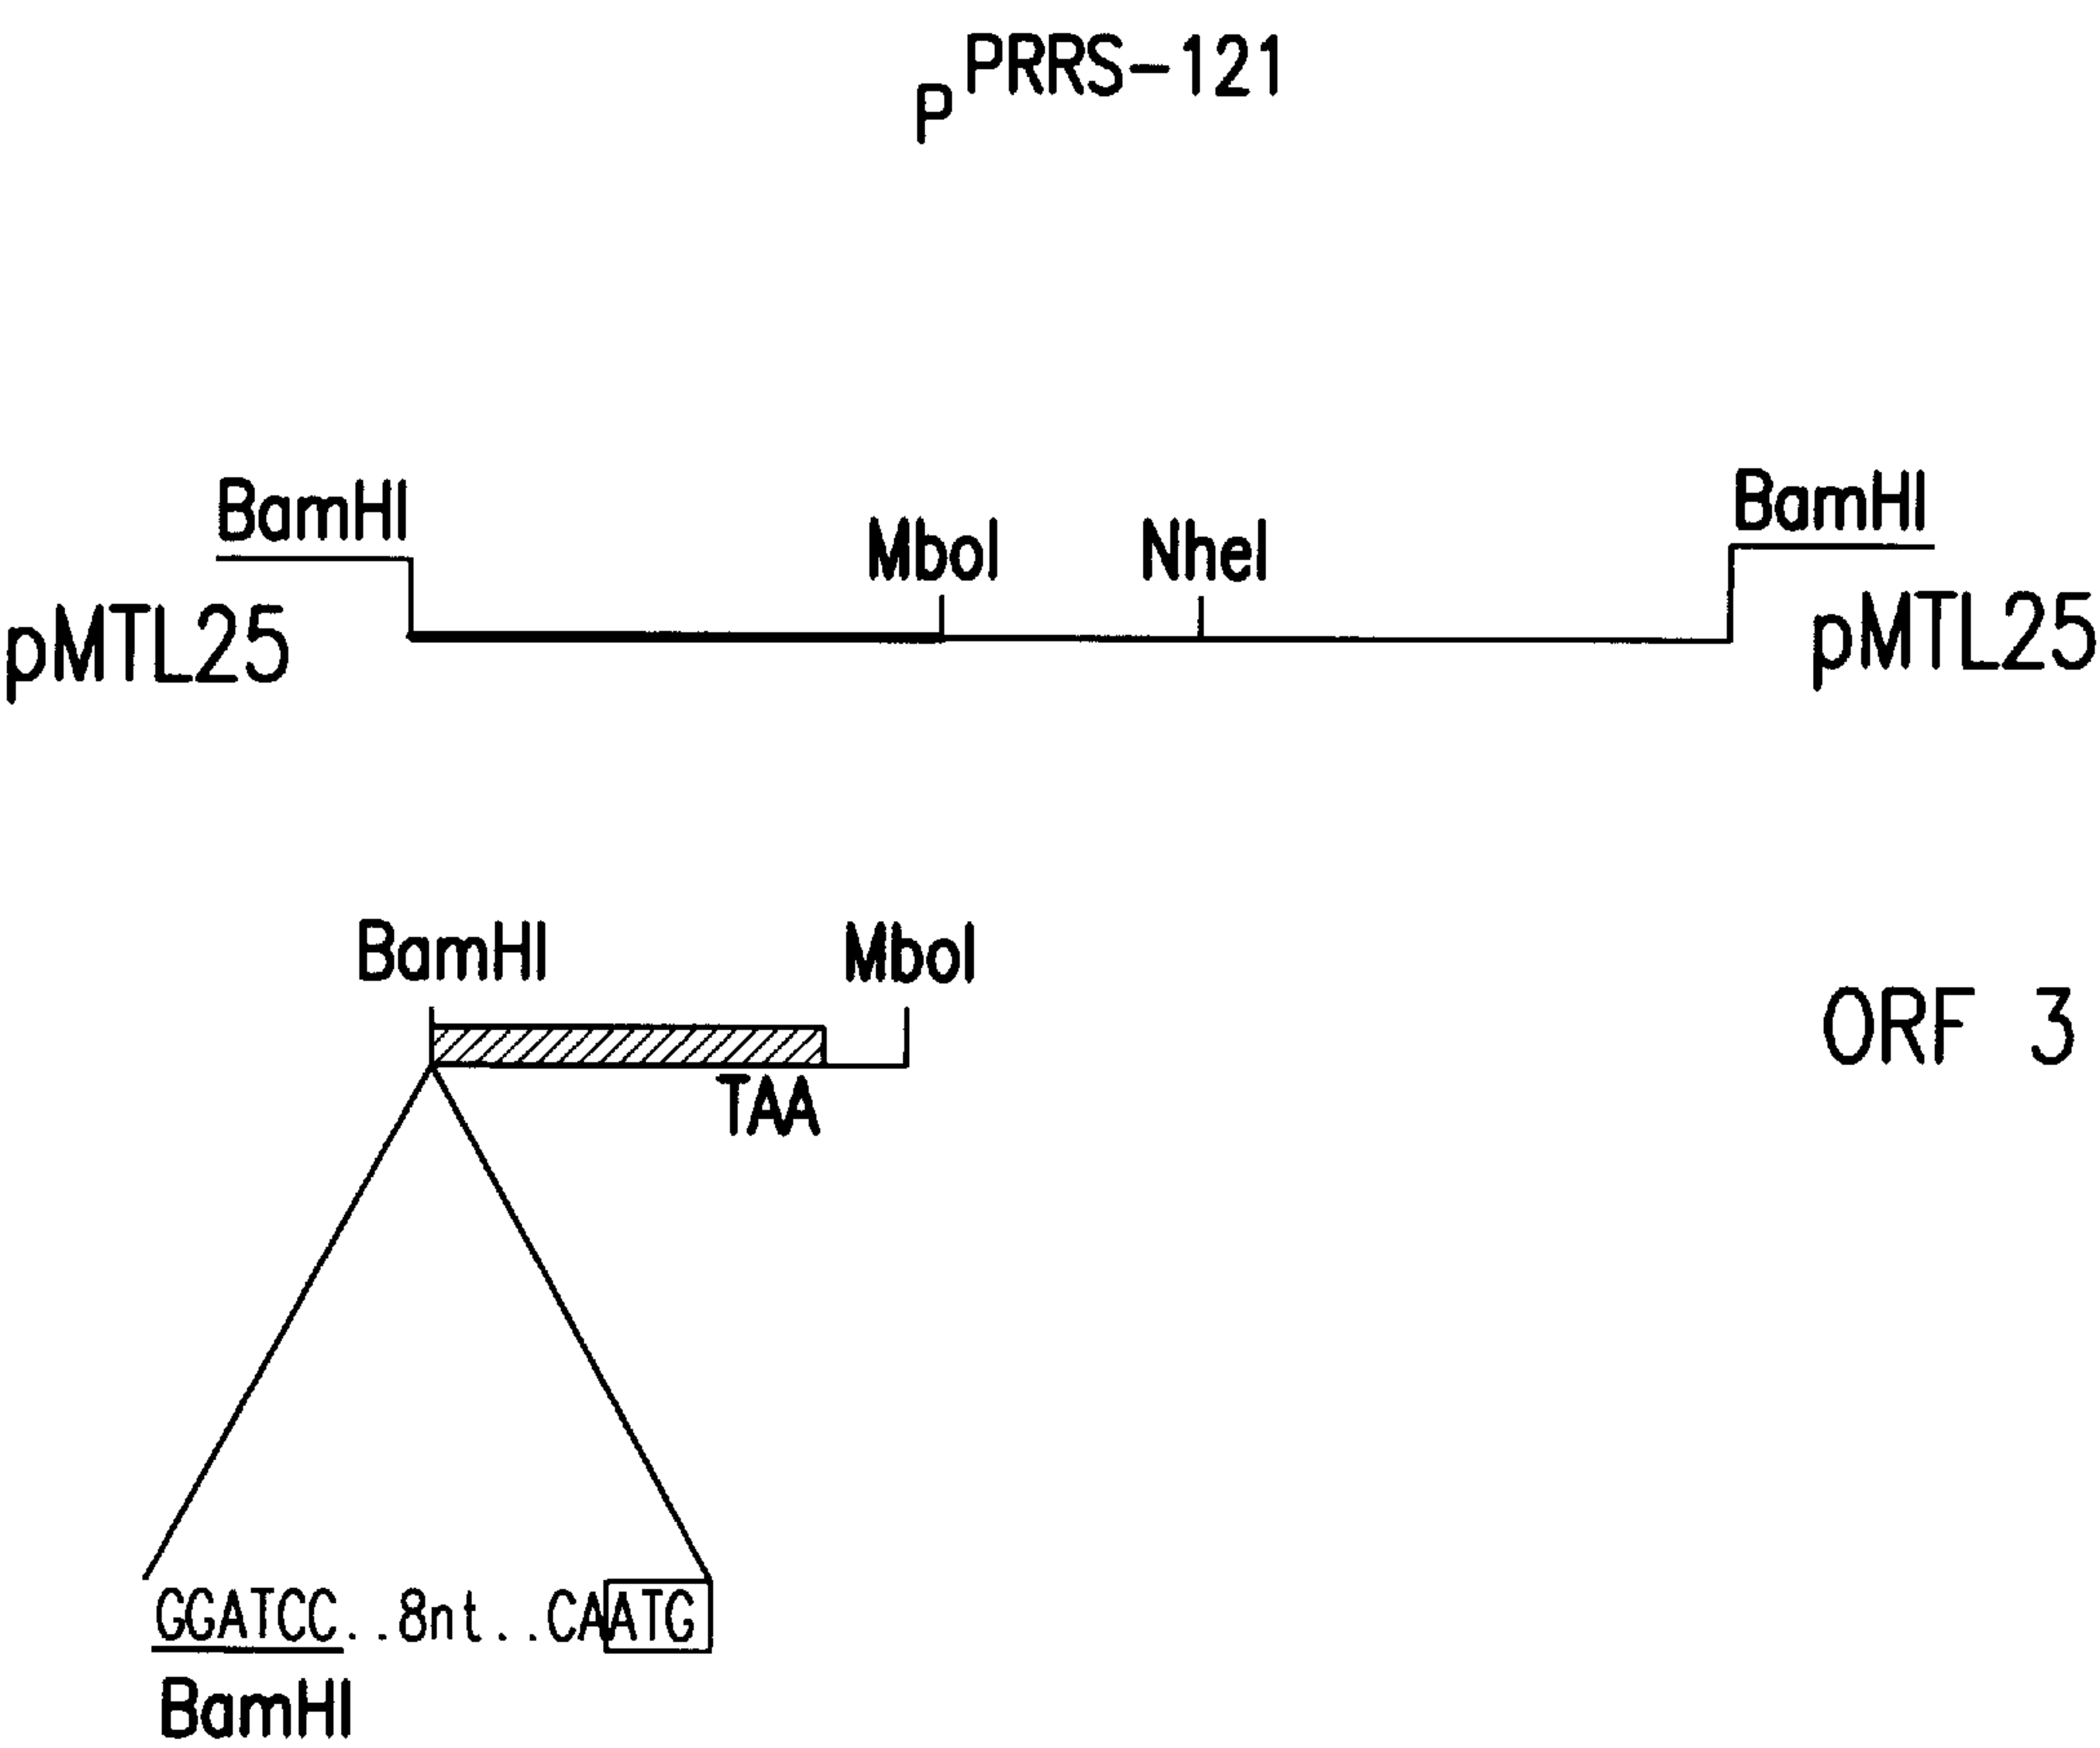 pPRRS-121
BamHI MboI NheI BamHI
pMTL25 pMTL25
BamHI MboI
ORF 3
TAA
GGATCC..8nt..CAATG
BamHI